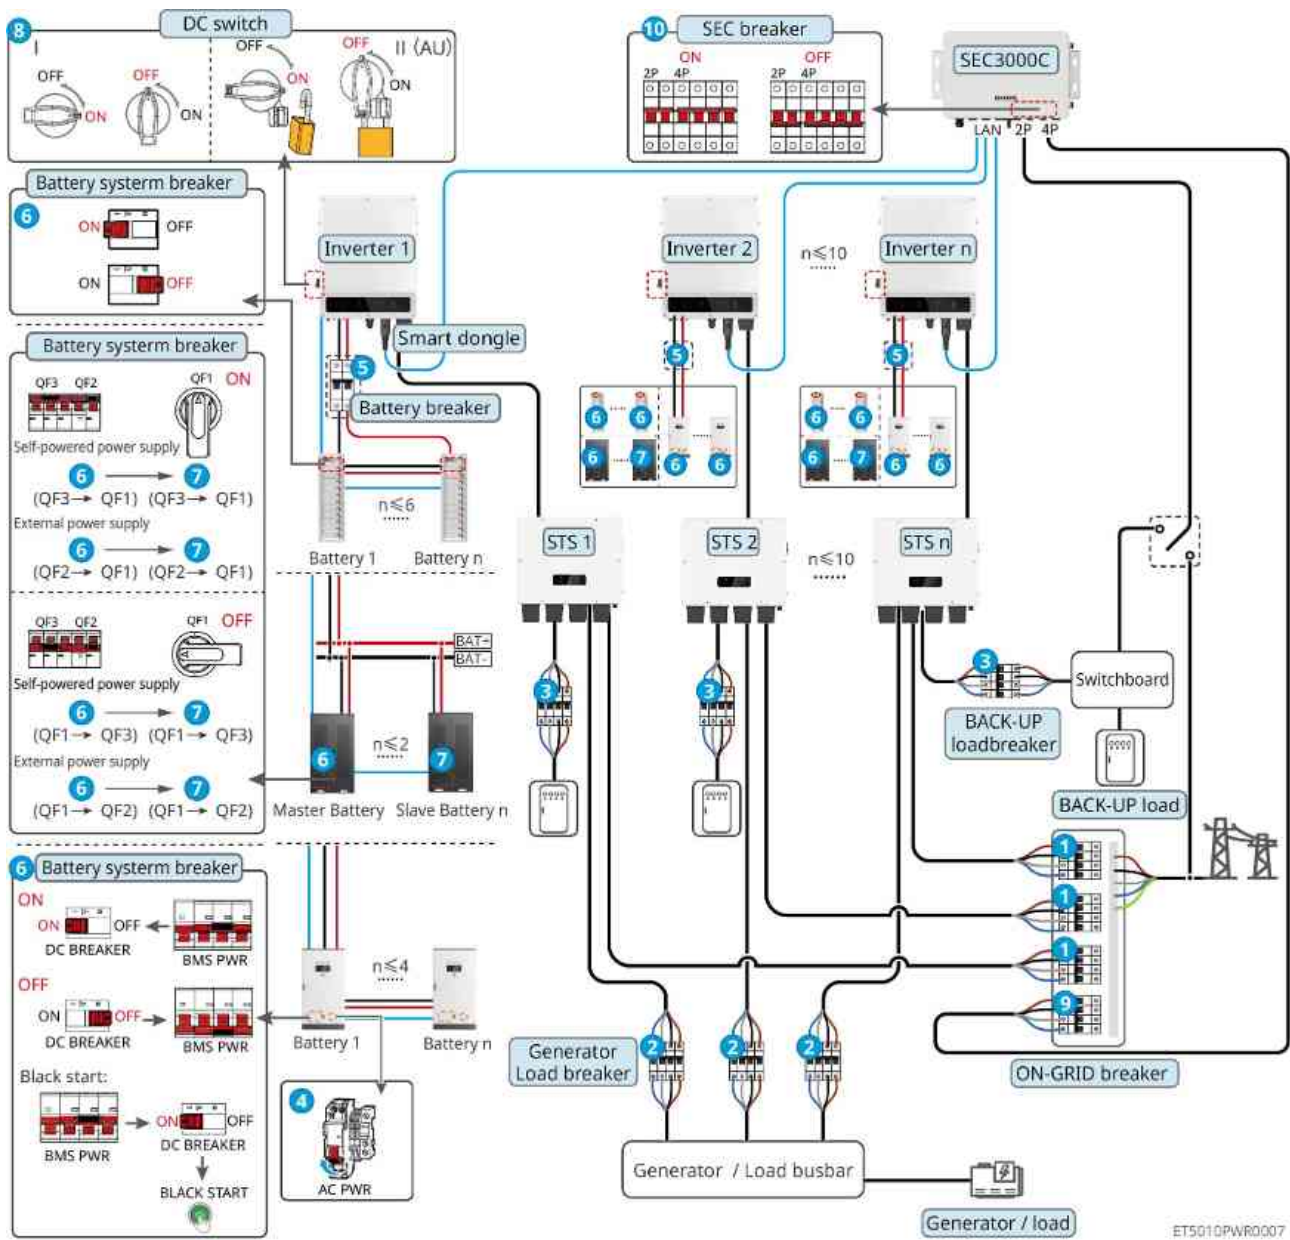 8
DC switch
I
OFF
ON
OFF
ON
OFF
ON
OFF
II (AU)
ON
10
SEC breaker
ON
OFF
2P 4P
2P 4P
SEC3000C
LAN 2P 4P
Battery systerm breaker
6
ON
OFF
ON
OFF
Inverter 1
Inverter 2
n≤10
......
Inverter n
Smart dongle
5
Battery breaker
5
5
6
6
6
7
6
6
6
6
6
7
6
6
Battery systerm breaker
QF3 QF2
QF1
ON
Self-powered power supply
6
7
(QF3→ QF1) (QF3→ QF1)
External power supply
6
7
(QF2→ QF1) (QF2→ QF1)
QF3 QF2
QF1
OFF
Self-powered power supply
6
7
(QF1→ QF3) (QF1→ QF3)
External power supply
6
7
(QF1→ QF2) (QF1→ QF2)
n≤6
......
Battery 1
Battery n
BAT+
BAT-
6
n≤2
......
7
Master Battery
Slave Battery n
STS 1
STS 2
n≤10
......
STS n
3
3
3
Switchboard
BACK-UP
loadbreaker
BACK-UP load
1
1
1
9
ON-GRID breaker
6
Battery systerm breaker
ON
ON
OFF
DC BREAKER
BMS PWR
OFF
ON
OFF
DC BREAKER
BMS PWR
Black start:
BMS PWR
ON
OFF
DC BREAKER
BLACK START
n≤4
......
Battery 1
Battery n
4
AC PWR
Generator
Load breaker
2
2
2
Generator / Load busbar
Generator / load
ET5010PWR0007